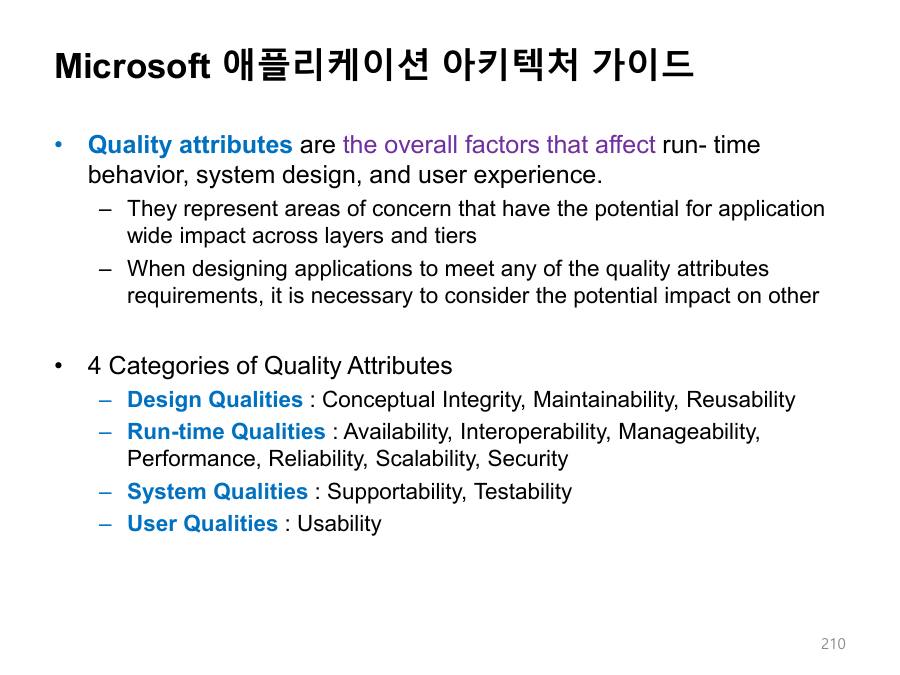 Microsoft 애플리케이션 아키텍처 가이드
• Quality attributes are the overall factors that affect run- time
behavior, system design, and user experience.
– They represent areas of concern that have the potential for application
wide impact across layers and tiers
– When designing applications to meet any of the quality attributes
requirements, it is necessary to consider the potential impact on other
• 4 Categories of Quality Attributes
– Design Qualities : Conceptual Integrity, Maintainability, Reusability
– Run-time Qualities : Availability, Interoperability, Manageability,
Performance, Reliability, Scalability, Security
– System Qualities : Supportability, Testability
– User Qualities : Usability
210